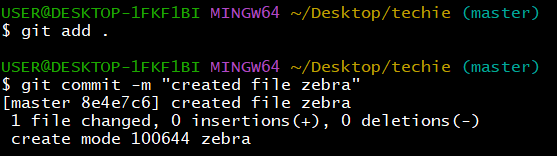 USER@DESKTOP-1FKF1BI MINGW64 ~/Desktop/techie (master)
$ git add .
USER@DESKTOP-1FKF1BI MINGW64 ~/Desktop/techie (master)
$ git commit -m "created file zebra"
[master 8e4e7c6] created file zebra
 1 file changed, 0 insertions(+), 0 deletions(-)
 create mode 100644 zebra